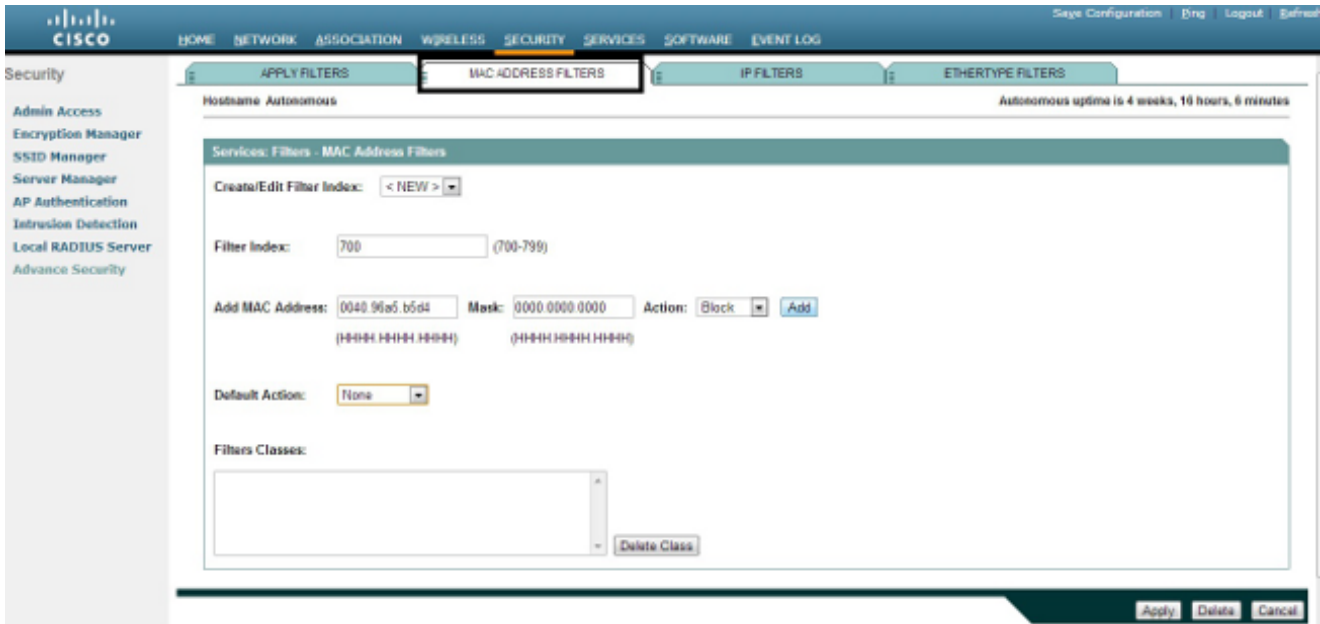 Save Configuration | Ping | Logout | Refresh
CISCO
HOME NETWORK ASSOCIATION WIRELESS SECURITY SERVICES SOFTWARE EVENT LOG
Security
APPLY FILTERS MAC ADDRESS FILTERS IP FILTERS ETHERTYPE FILTERS
Hostname Autonomous Autonomous uptime is 4 weeks, 16 hours, 6 minutes
Admin Access
Encryption Manager
SSID Manager
Server Manager
AP Authentication
Intrusion Detection
Local RADIUS Server
Advance Security
Services: Filters - MAC Address Filters
Create/Edit Filter Index: < NEW >
Filter Index: 700 (700-799)
Add MAC Address: 0040.96a5.b5d4 Mask: 0000.0000.0000 Action: Block Add
(HHHH.HHHH.HHHH) (HHHH.HHHH.HHHH)
Default Action: None
Filters Classes:
Delete Class
Apply Delete Cancel